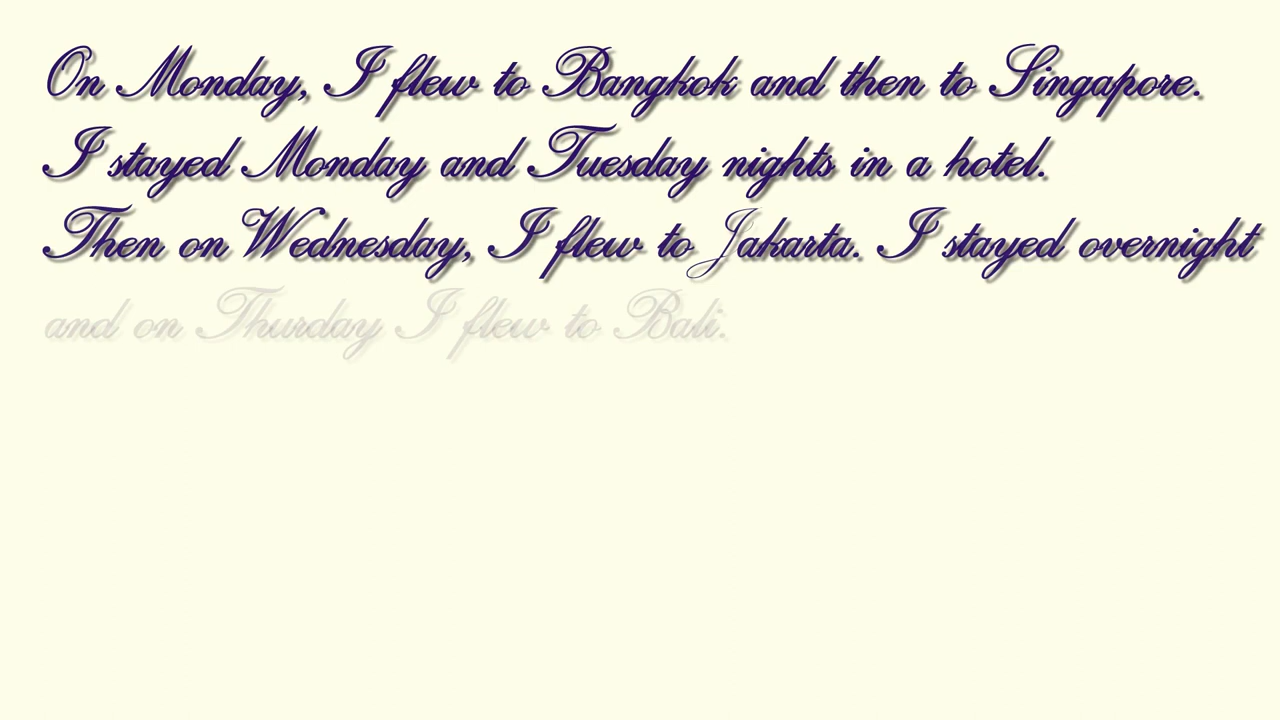 On Monday, I flew to Bangkok and then to Singapore.
I stayed Monday and Tuesday nights in a hotel.
Then on Wednesday, I flew to Jakarta. I stayed overnight
and on Thurday I flew to Bali.